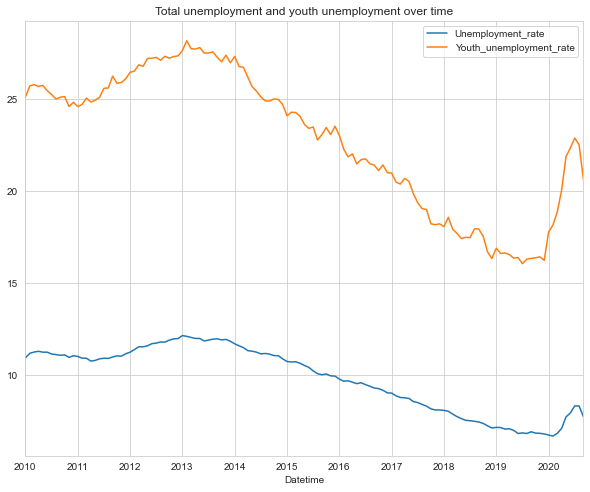 Total unemployment and youth unemployment over time
Unemployment_rate
Youth_unemployment_rate
25
20
15
10
2010 2011 2012 2013 2014 2015 2016 2017 2018 2019 2020
Datetime